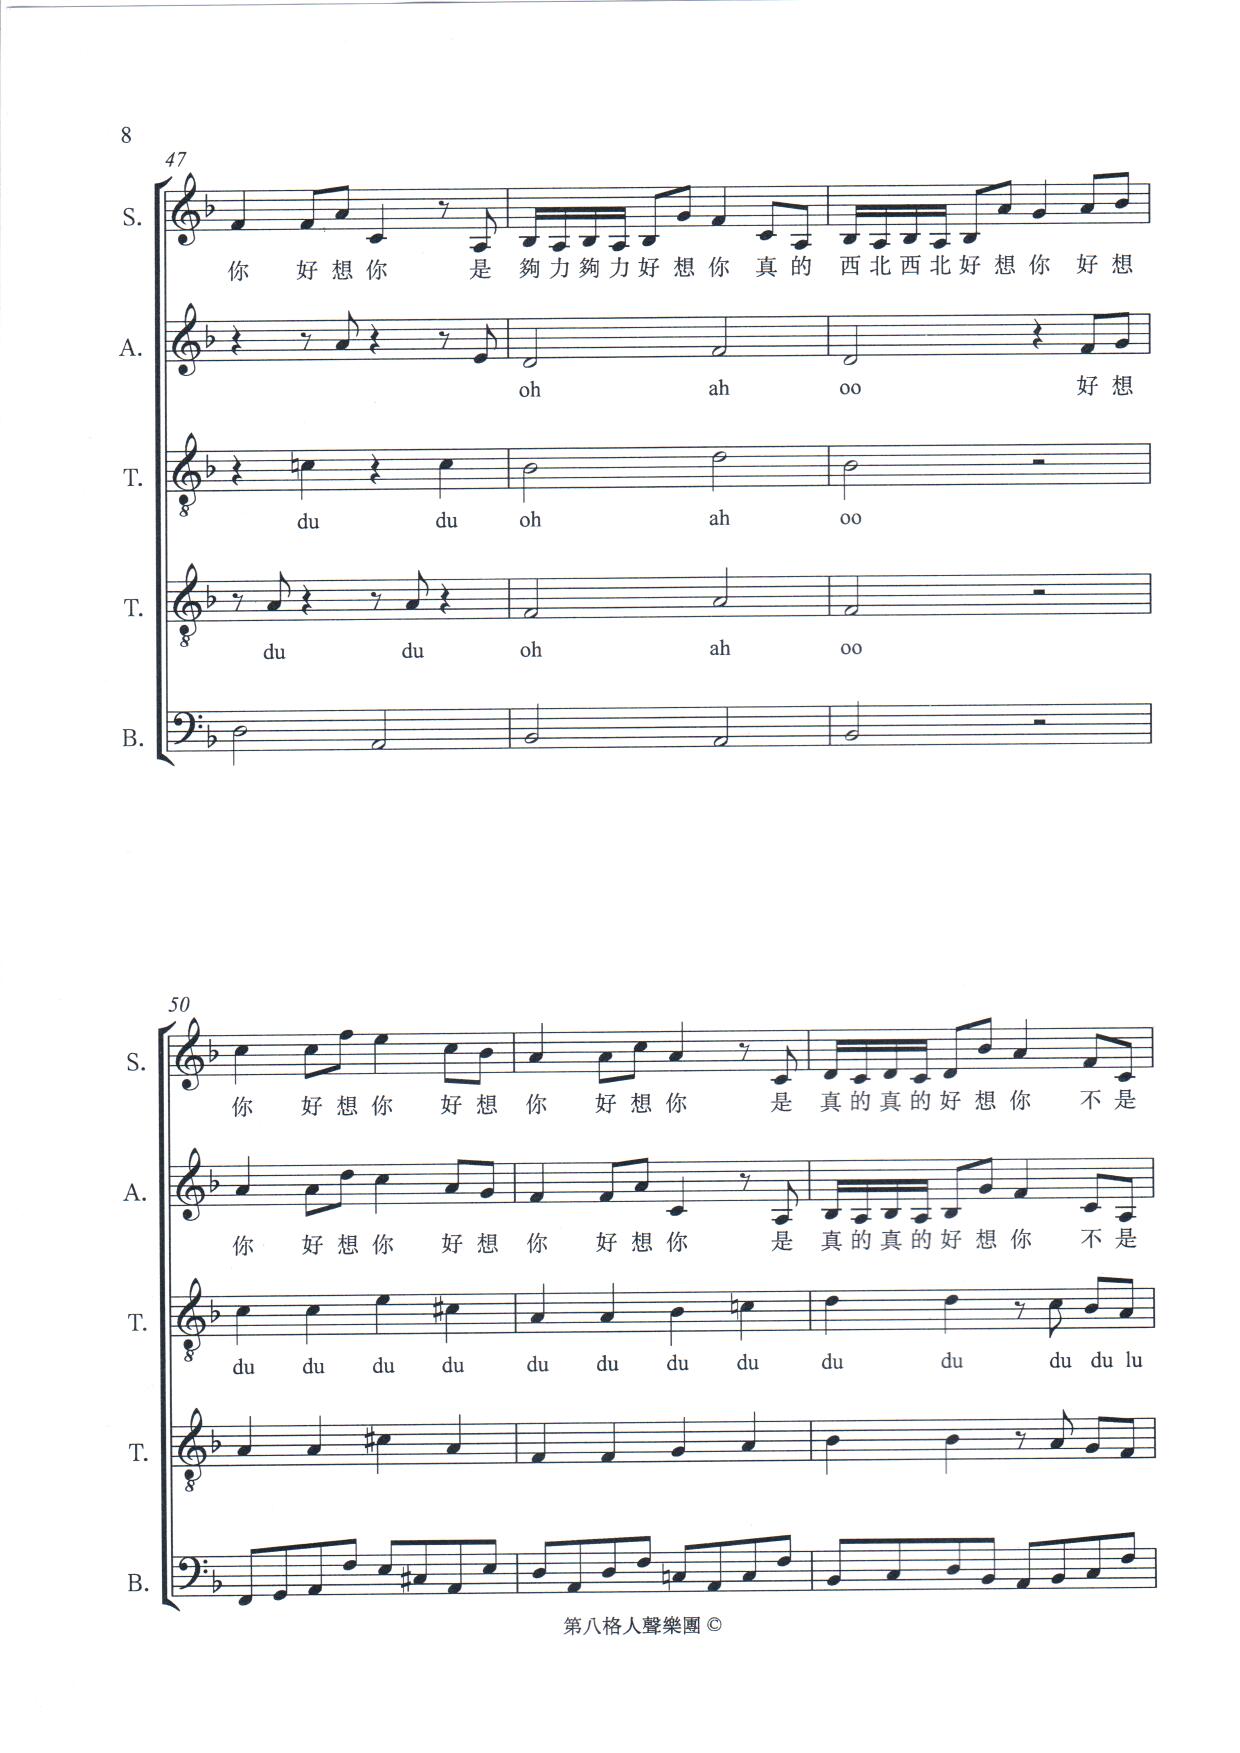 8
47
S.
你 好 想 你 是 夠 力 夠 力 好 想 你 真 的 西 北 西 北 好 想 你 好 想
A.
oh ah oo 好 想
T.
du du oh ah oo
T.
du du oh ah oo
B.
50
S.
你 好 想 你 好 想 你 好 想 你 是 真 的 真 的 好 想 你 不 是
A.
你 好 想 你 好 想 你 好 想 你 是 真 的 真 的 好 想 你 不 是
T.
du du du du du du du du du du du du lu
T.
B.
第八格人聲樂團 ©